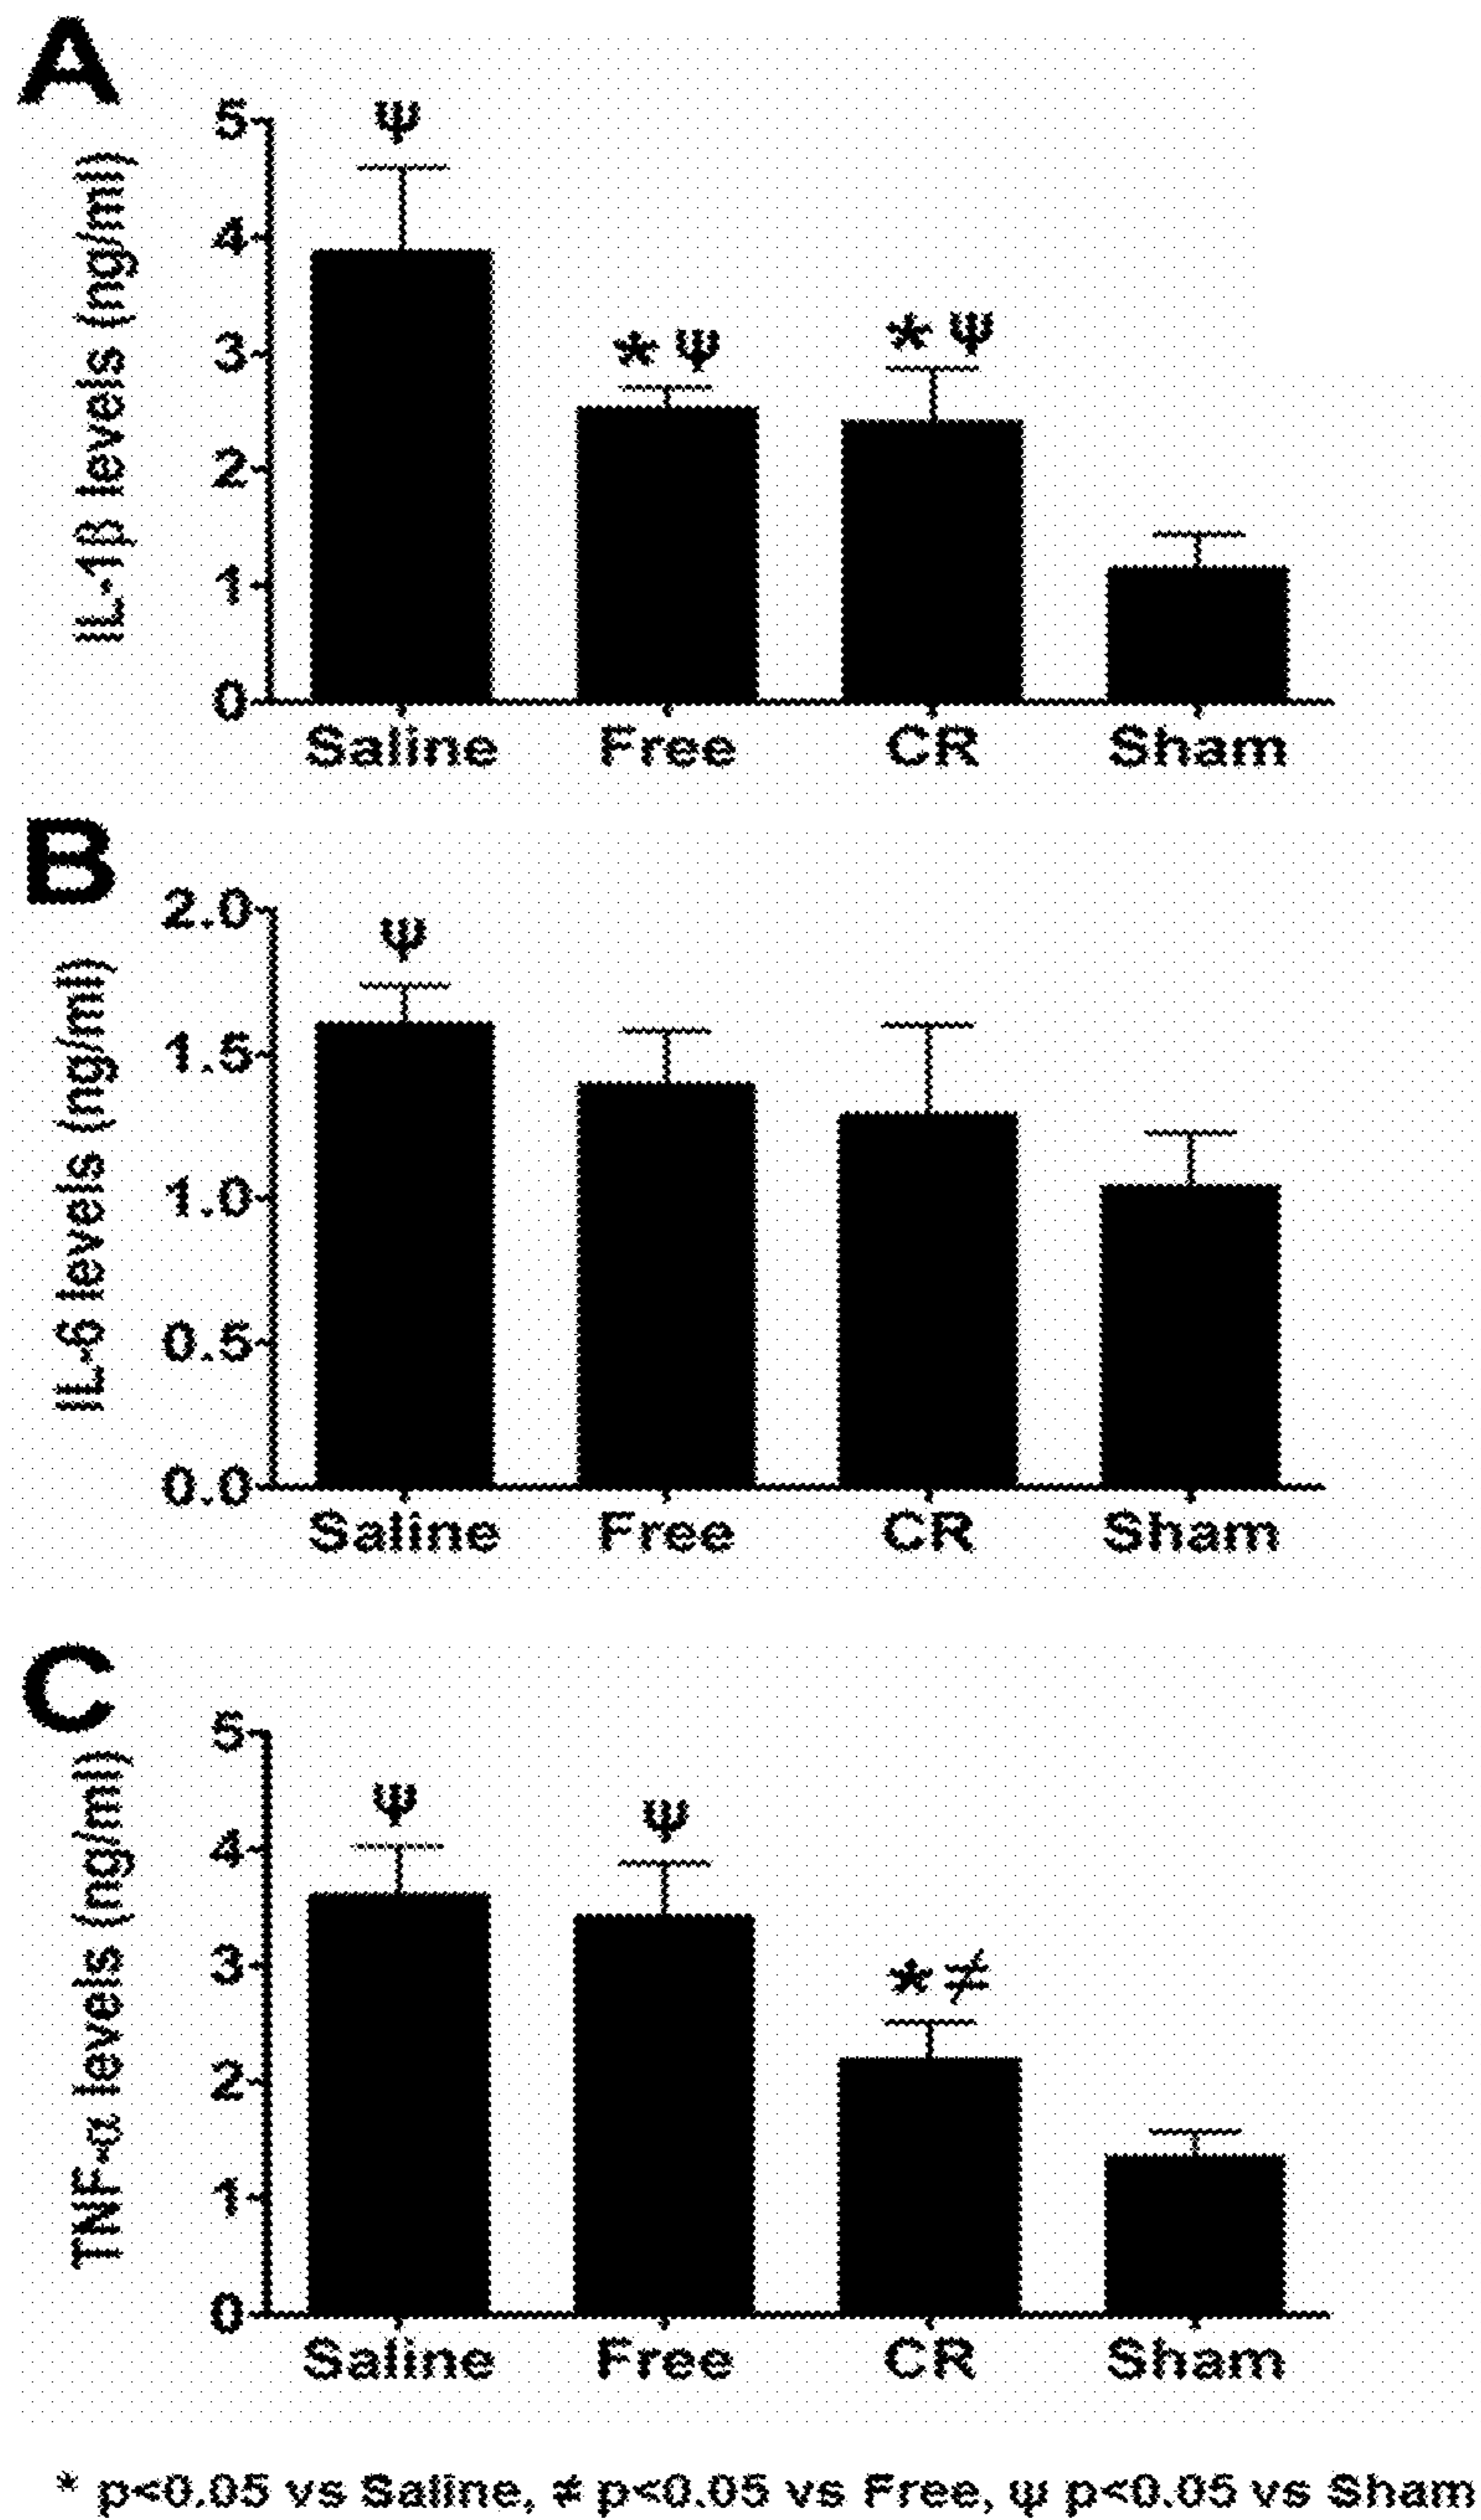 A
IL-1β levels (ng/ml)
5
4
3
2
1
0
ψ
* ψ
* ψ
Saline Free CR Sham
B
IL-6 levels (ng/ml)
2.0
1.5
1.0
0.5
0.0
ψ
Saline Free CR Sham
C
TNF-α levels (ng/ml)
5
4
3
2
1
0
ψ
ψ
* ≠
Saline Free CR Sham
* p<0.05 vs Saline, ≠ p<0.05 vs Free, ψ p<0.05 vs Sham